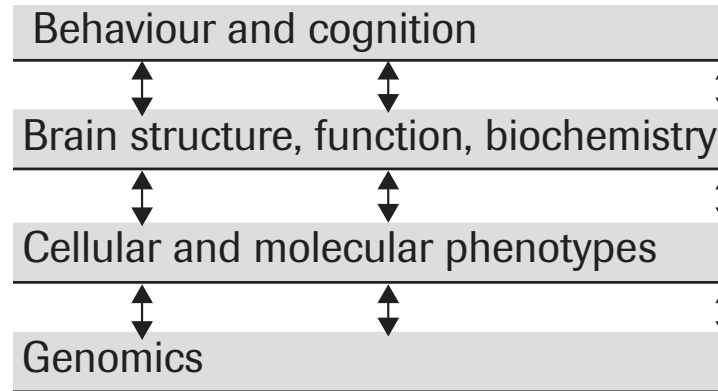 Behaviour and cognition
Brain structure, function, biochemistry
Cellular and molecular phenotypes
Genomics